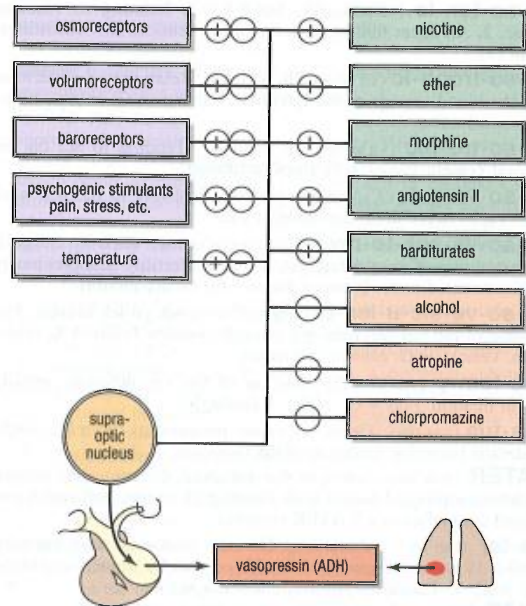 osmoreceptors
volumoreceptors
baroreceptors
psychogenic stimulants
pain, stress, etc.
temperature
nicotine
ether
morphine
angiotensin II
barbiturates
alcohol
atropine
chlorpromazine
supra-
optic
nucleus
vasopressin (ADH)